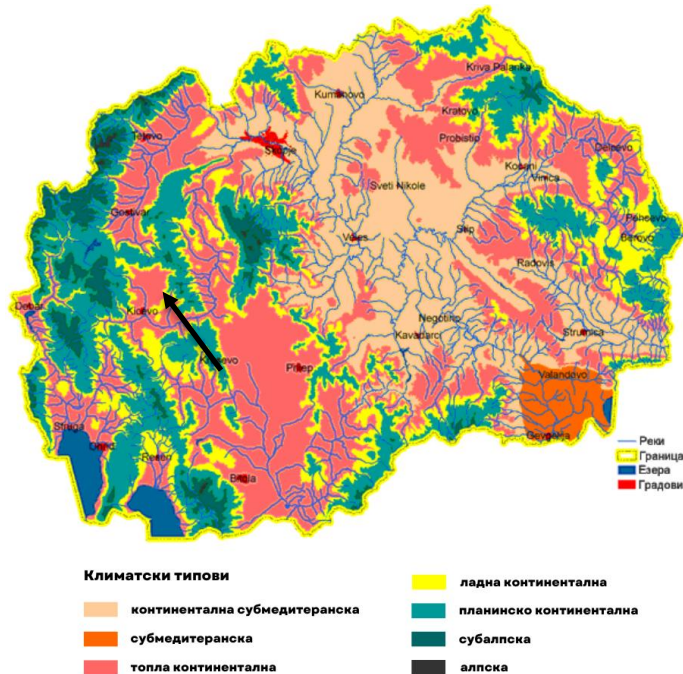 Kriva Palanka
Kumanovo
Kratovo
Tetovo
Probistip
Skopje
Kocani
Delcevo
Vinica
Sveti Nikole
Gostivar
Pehcevo
Stip
Berovo
Veles
Radovis
Debar
Kicevo
Negotino
Kavadarci
Strumica
Krusevo
Prilep
Valandovo
Struga
Ohrid
Gevgelija
Resen
Bitola
Реки
Граница
Езера
Градови
Климатски типови
континентална субмедитеранска
субмедитеранска
топла континентална
ладна континентална
планинско континентална
субалпска
алпска